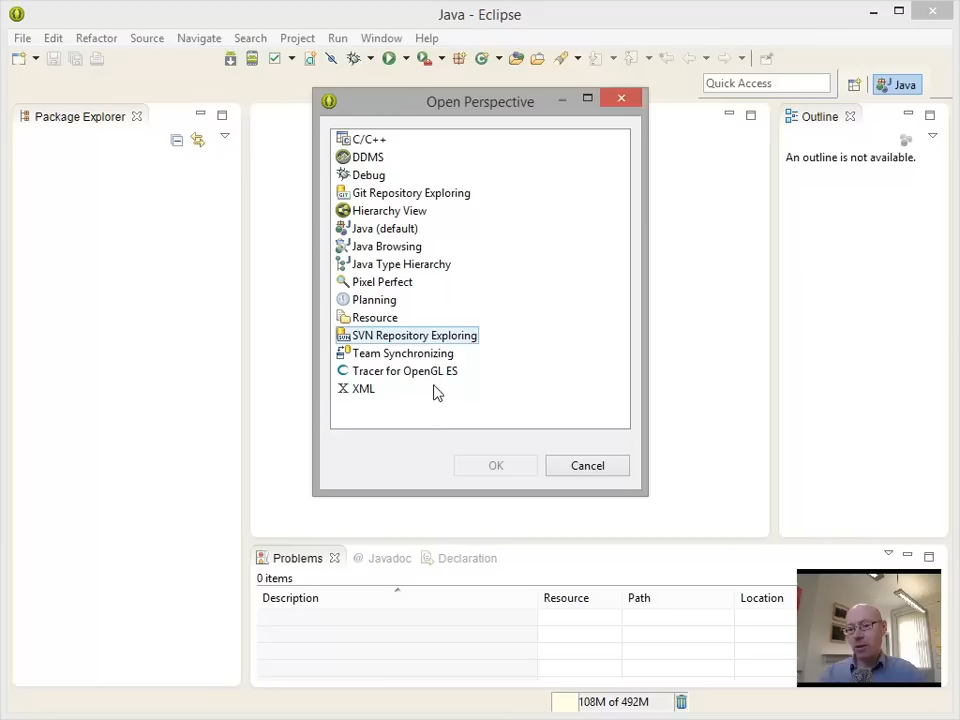 Java - Eclipse
File Edit Refactor Source Navigate Search Project Run Window Help
Quick Access
Java
Package Explorer
Outline
An outline is not available.
Open Perspective
C/C++
DDMS
Debug
Git Repository Exploring
Hierarchy View
Java (default)
Java Browsing
Java Type Hierarchy
Pixel Perfect
Planning
Resource
SVN Repository Exploring
Team Synchronizing
Tracer for OpenGL ES
XML
OK Cancel
Problems @ Javadoc Declaration
0 items
Description Resource Path Location
108M of 492M